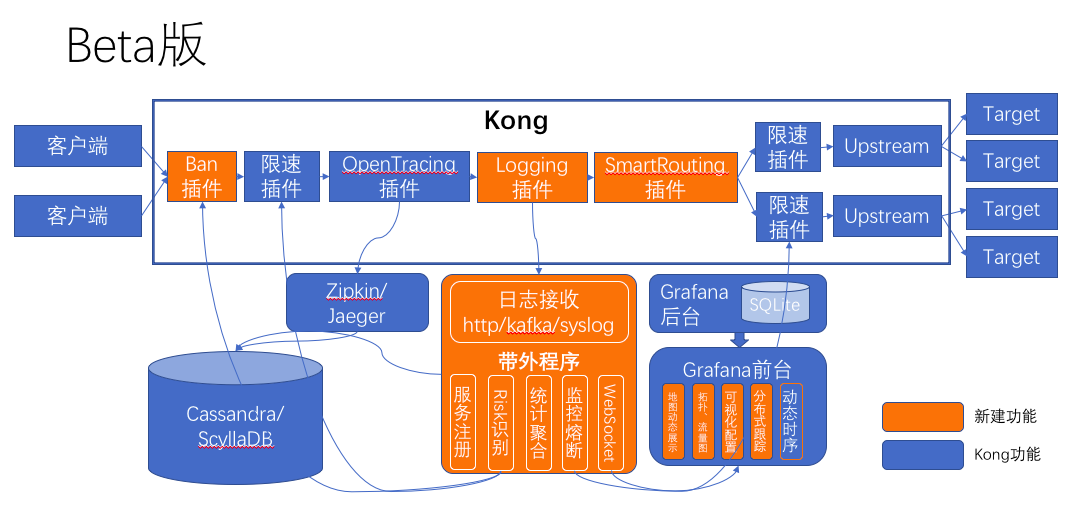 Beta版
Kong
客户端
客户端
Ban
插件
限速
插件
OpenTracing
插件
Logging
插件
SmartRouting
插件
限速
插件
限速
插件
Upstream
Upstream
Target
Target
Target
Target
Zipkin/
Jaeger
日志接收
http/kafka/syslog
带外程序
服务注册
Risk识别
统计聚合
监控熔断
WebSocket
Grafana
后台
SQLite
Grafana前台
地图动态展示
拓扑、流量图
可视化配置
分布式跟踪
动态时序
Cassandra/
ScyllaDB
新建功能
Kong功能